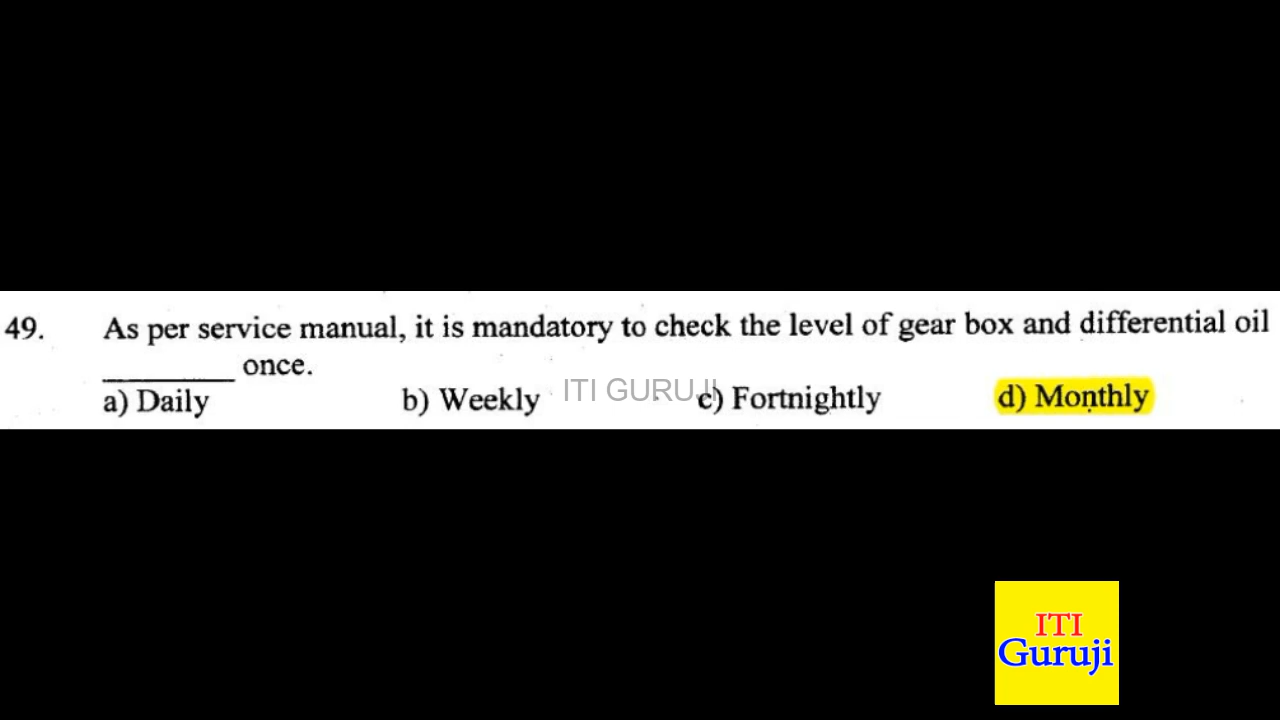 49. As per service manual, it is mandatory to check the level of gear box and differential oil
________ once.
a) Daily b) Weekly c) Fortnightly d) Monthly
ITI GURUJI
ITI
Guruji